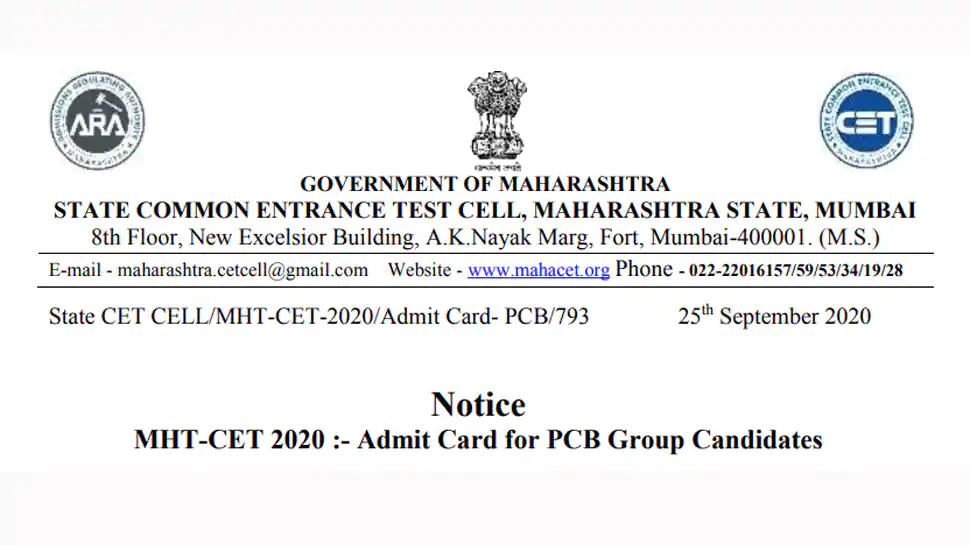 ADMISSIONS REGULATING AUTHORITY
ARA
MAHARASHTRA
सत्यमेव जयते
STATE COMMON ENTRANCE TEST CELL
CET
MAHARASHTRA
GOVERNMENT OF MAHARASHTRA
STATE COMMON ENTRANCE TEST CELL, MAHARASHTRA STATE, MUMBAI
8th Floor, New Excelsior Building, A.K.Nayak Marg, Fort, Mumbai-400001. (M.S.)
E-mail - maharashtra.cetcell@gmail.com Website - www.mahacet.org Phone - 022-22016157/59/53/34/19/28
State CET CELL/MHT-CET-2020/Admit Card- PCB/793 25th September 2020
Notice
MHT-CET 2020 :- Admit Card for PCB Group Candidates